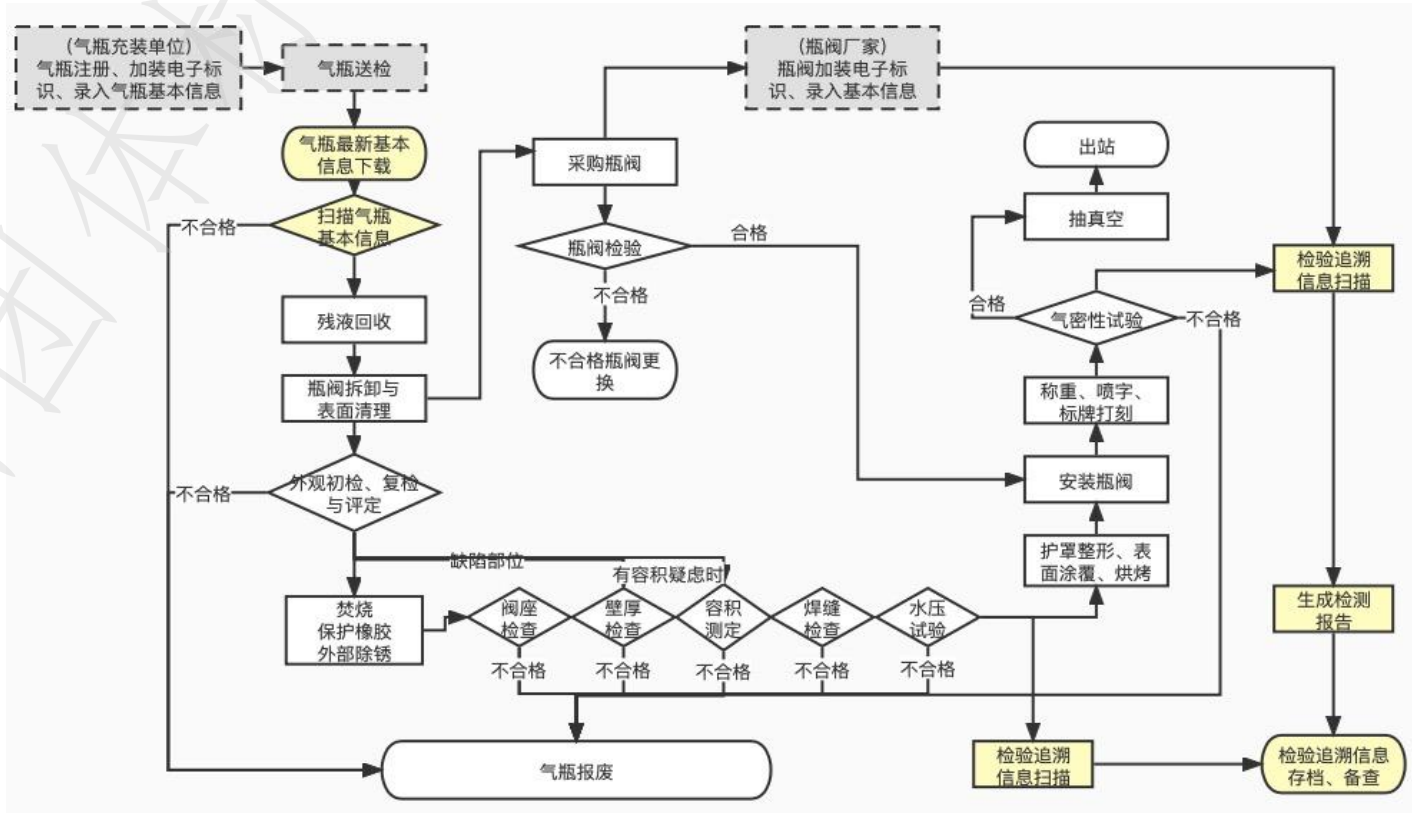 (气瓶充装单位)
气瓶注册、加装电子标
识、录入气瓶基本信息
气瓶送检
(瓶阀厂家)
瓶阀加装电子标
识、录入基本信息
气瓶最新基本
信息下载
采购瓶阀
出站
不合格
扫描气瓶
基本信息
瓶阀检验
合格
抽真空
检验追溯
信息扫描
残液回收
不合格
合格
气密性试验
不合格
不合格瓶阀更
换
瓶阀拆卸与
表面清理
称重、喷字、
标牌打刻
不合格
外观初检、复检
与评定
安装瓶阀
缺陷部位
有容积疑虑时
护罩整形、表
面涂覆、烘烤
焚烧
保护橡胶
外部除锈
阀座
检查
壁厚
检查
容积
测定
焊缝
检查
水压
试验
生成检测
报告
不合格
不合格
不合格
不合格
不合格
气瓶报废
检验追溯
信息扫描
检验追溯信息
存档、备查
团体标